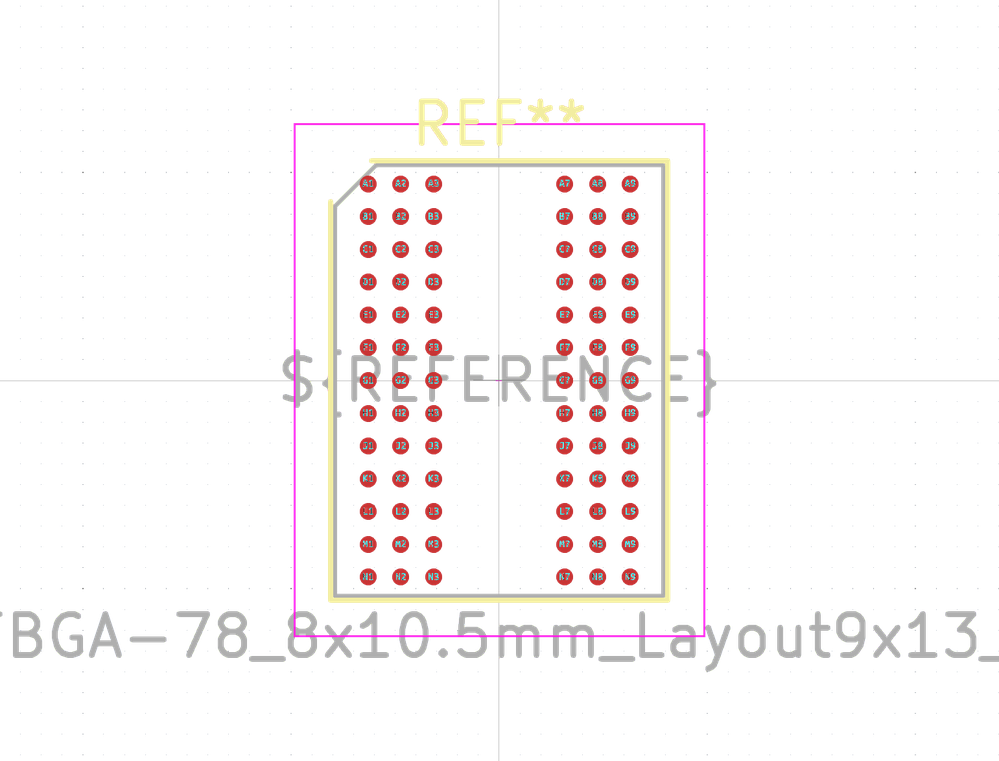 REF**
A1 A2 A3 A7 A8 A9
B1 B2 B3 B7 B8 B9
C1 C2 C3 C7 C8 C9
D1 D2 D3 D7 D8 D9
E1 E2 E3 E7 E8 E9
F1 F2 F3 F7 F8 F9
${REFERENCE}
G1 G2 G3 G7 G8 G9
H1 H2 H3 H7 H8 H9
J1 J2 J3 J7 J8 J9
K1 K2 K3 K7 K8 K9
L1 L2 L3 L7 L8 L9
M1 M2 M3 M7 M8 M9
N1 N2 N3 N7 N8 N9
BGA-78_8x10.5mm_Layout9x13_